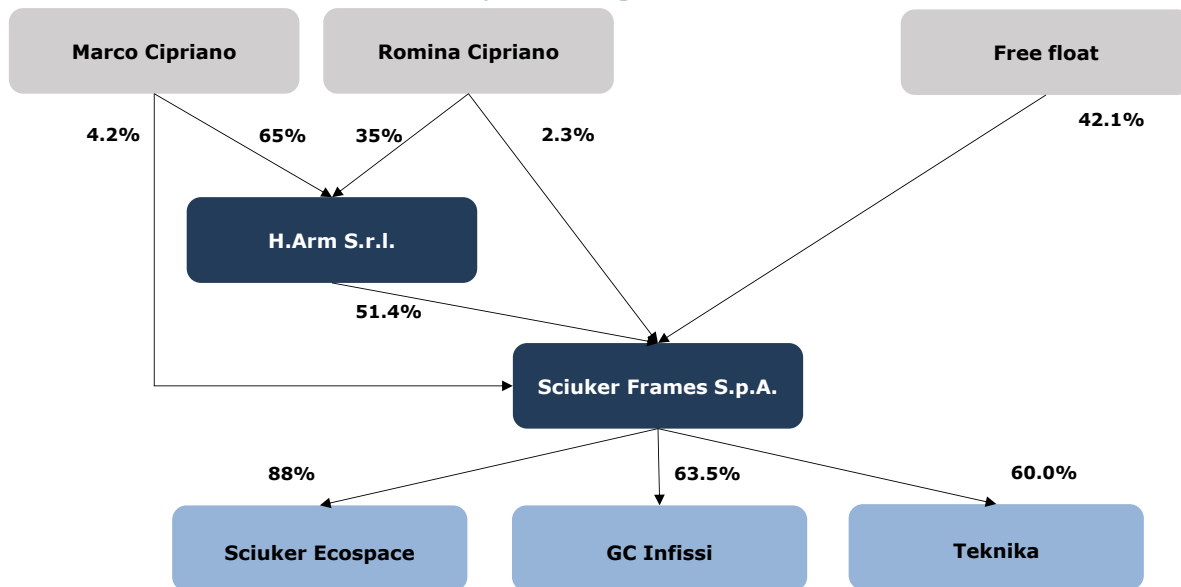 Marco Cipriano
Romina Cipriano
Free float
4.2%
65%
35%
2.3%
42.1%
H.Arm S.r.l.
51.4%
Sciuker Frames S.p.A.
88%
63.5%
60.0%
Sciuker Ecospace
GC Infissi
Teknika